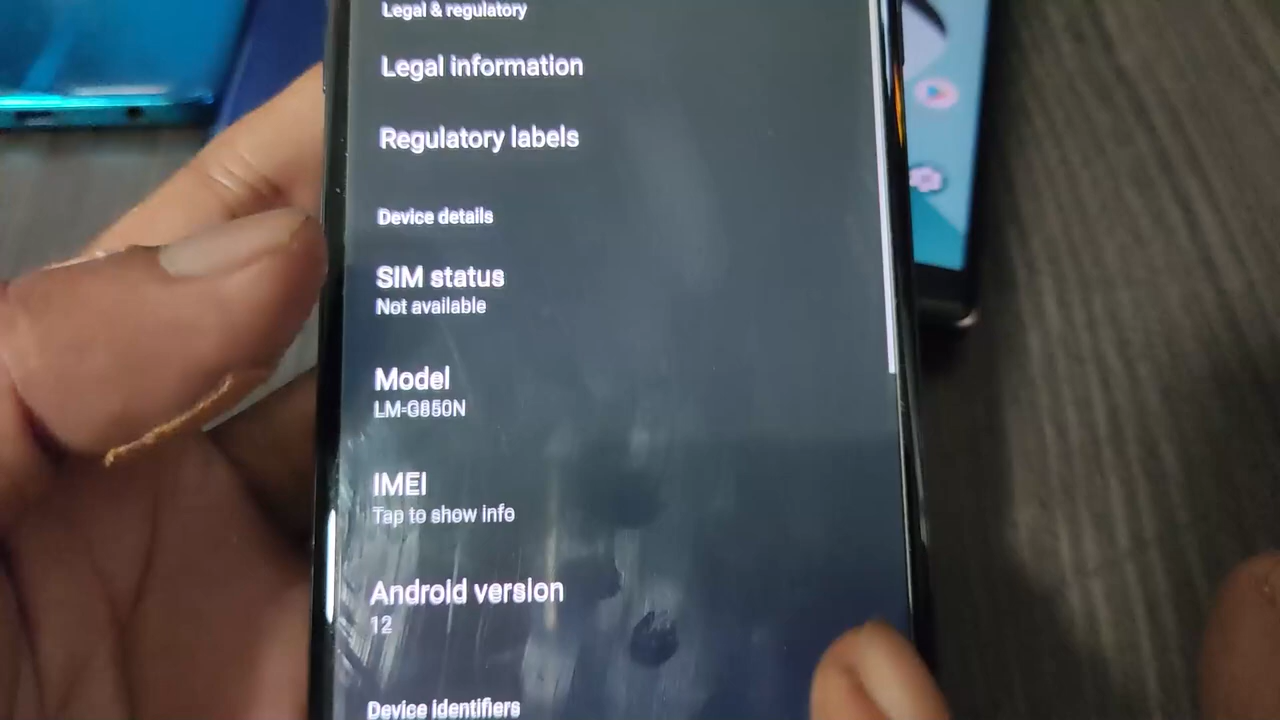 Legal & regulatory
Legal information
Regulatory labels
Device details
SIM status
Not available
Model
LM-G850N
IMEI
Tap to show info
Android version
12
Device identifiers